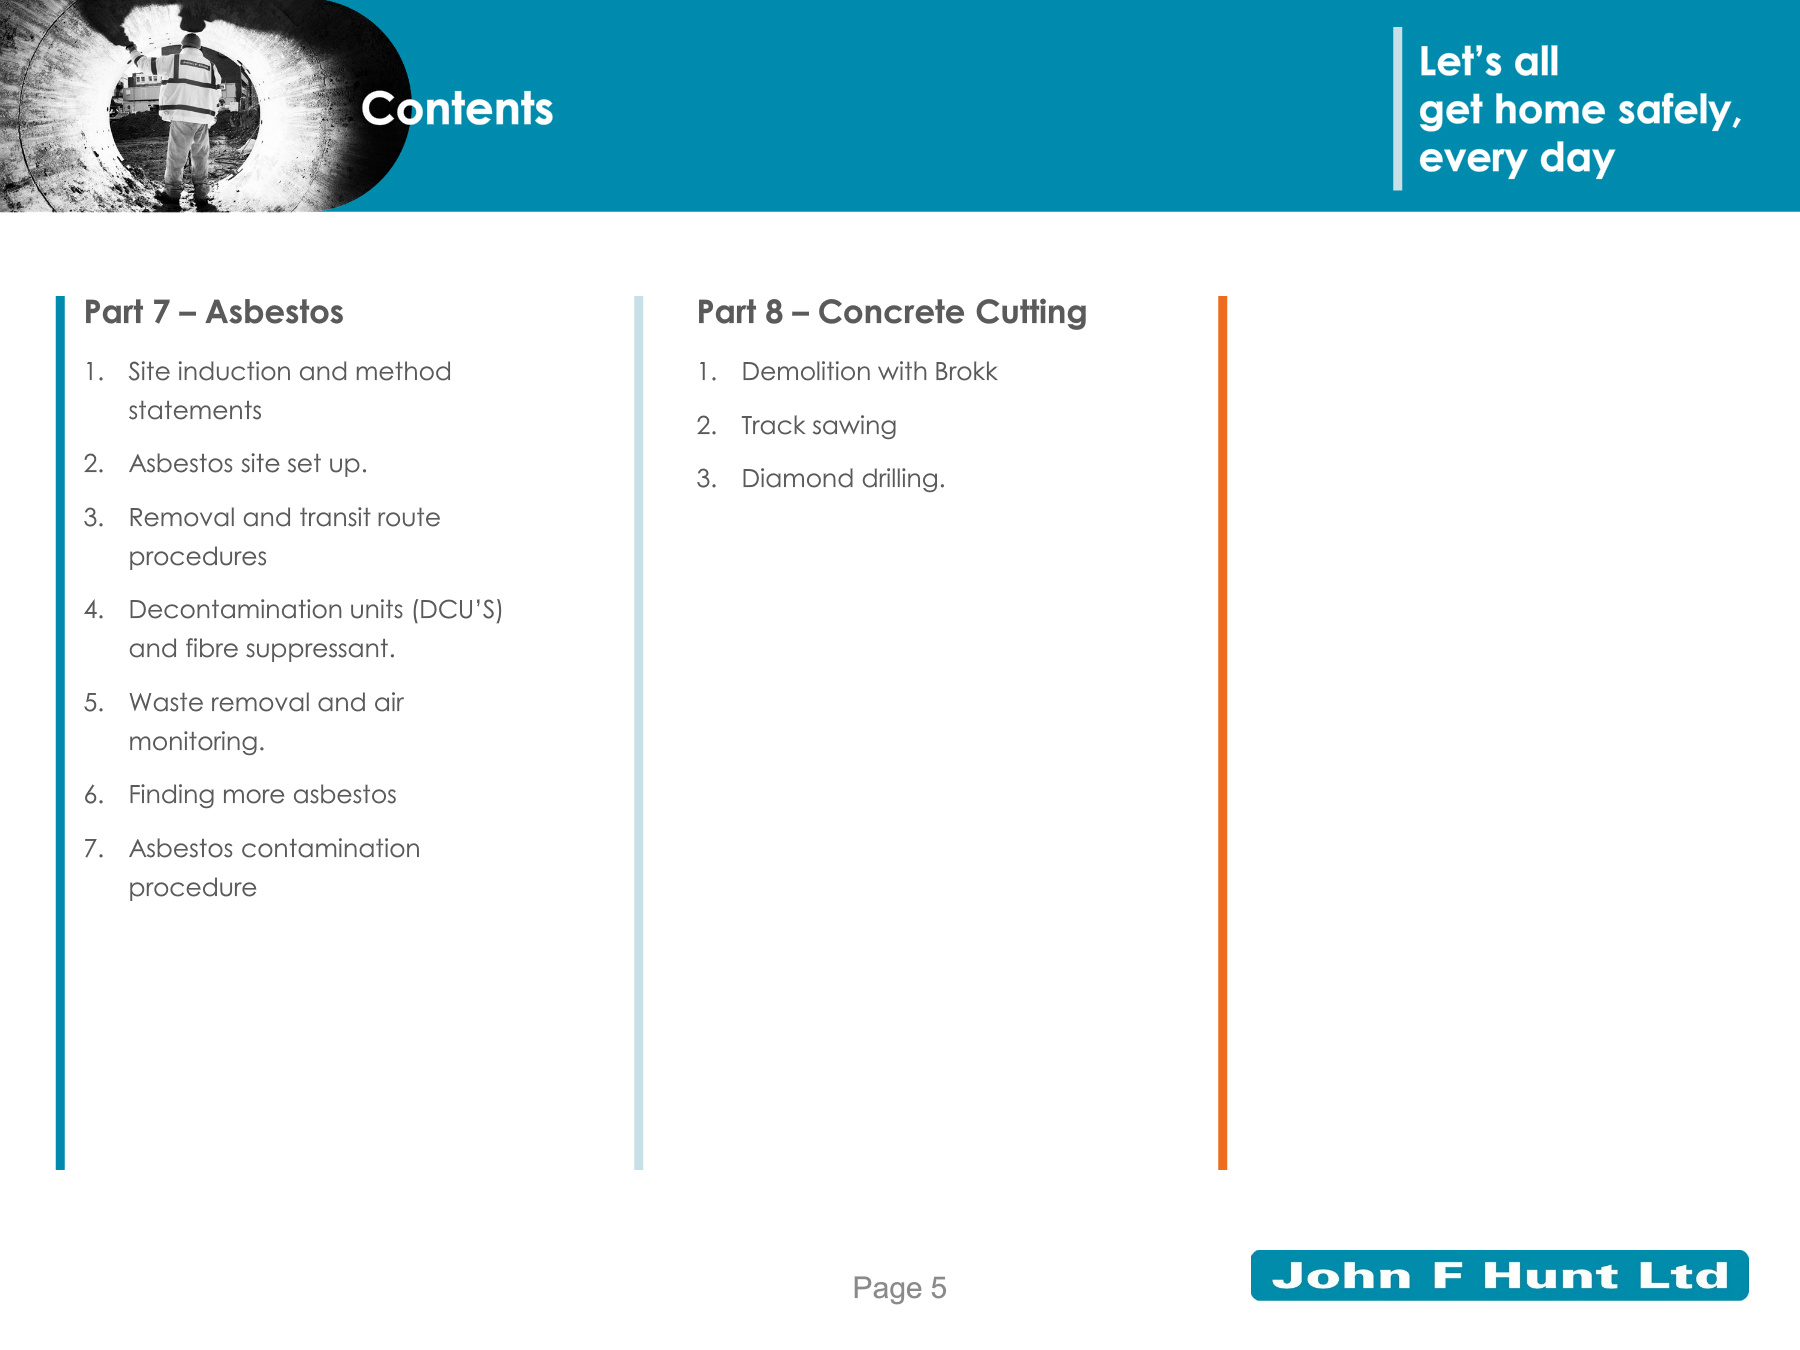 Contents
Let’s all
get home safely,
every day
Part 7 – Asbestos
1. Site induction and method
statements
2. Asbestos site set up.
3. Removal and transit route
procedures
4. Decontamination units (DCU’S)
and fibre suppressant.
5. Waste removal and air
monitoring.
6. Finding more asbestos
7. Asbestos contamination
procedure
Part 8 – Concrete Cutting
1. Demolition with Brokk
2. Track sawing
3. Diamond drilling.
Page 5
John F Hunt Ltd